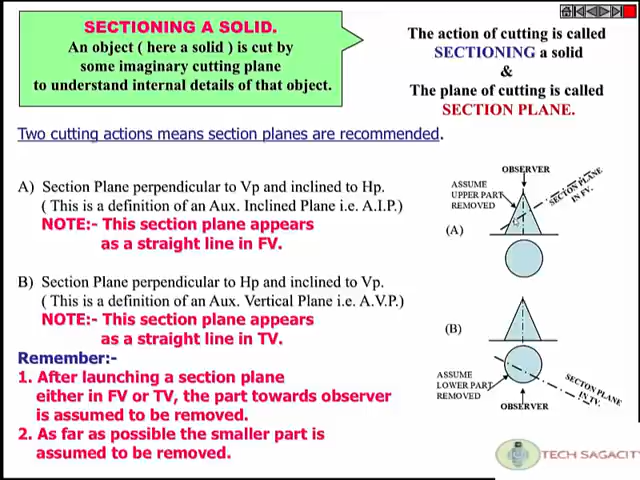 SECTIONING A SOLID.
An object ( here a solid ) is cut by
some imaginary cutting plane
to understand internal details of that object.
The action of cutting is called
SECTIONING a solid
&
The plane of cutting is called
SECTION PLANE.
Two cutting actions means section planes are recommended.
A) Section Plane perpendicular to Vp and inclined to Hp.
( This is a definition of an Aux. Inclined Plane i.e. A.I.P.)
NOTE:- This section plane appears
as a straight line in FV.
B) Section Plane perpendicular to Hp and inclined to Vp.
( This is a definition of an Aux. Vertical Plane i.e. A.V.P.)
NOTE:- This section plane appears
as a straight line in TV.
Remember:-
1. After launching a section plane
either in FV or TV, the part towards observer
is assumed to be removed.
2. As far as possible the smaller part is
assumed to be removed.
OBSERVER
ASSUME
UPPER PART
REMOVED
SECTON PLANE
IN FV.
(A)
(B)
ASSUME
LOWER PART
REMOVED
SECTON PLANE
IN TV.
OBSERVER
TECH SAGACITY